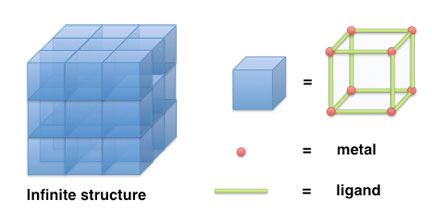 =
= metal
= ligand
Infinite structure